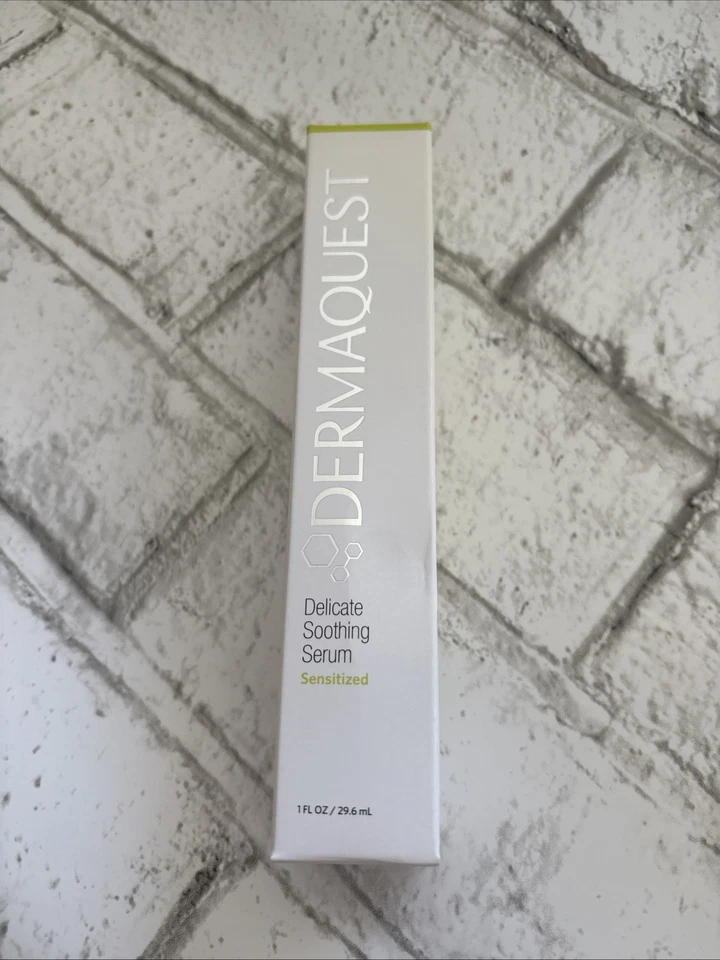 DERMAQUEST
Delicate
Soothing
Serum
Sensitized
1 FL OZ / 29.6 mL